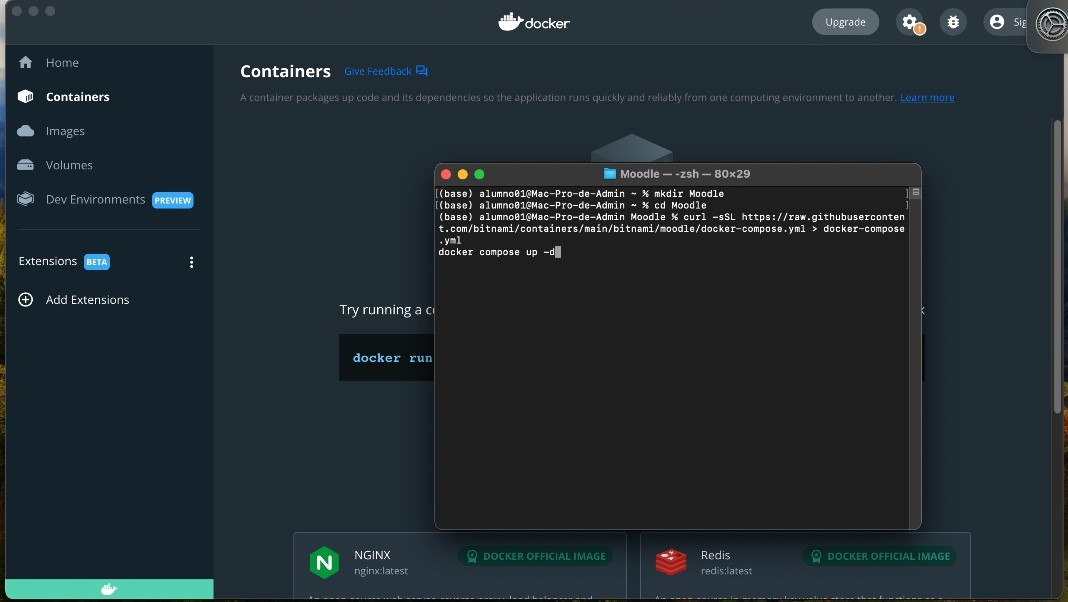 docker
Upgrade
Home
Containers
Images
Volumes
Dev Environments PREVIEW
Extensions BETA
Add Extensions
Containers Give Feedback
A container packages up code and its dependencies so the application runs quickly and reliably from one computing environment to another. Learn more
Moodle — -zsh — 80×29
[(base) alumno01@Mac-Pro-de-Admin ~ % mkdir Moodle ]
[(base) alumno01@Mac-Pro-de-Admin ~ % cd Moodle ]
(base) alumno01@Mac-Pro-de-Admin Moodle % curl -sSL https://raw.githubuserconten
t.com/bitnami/containers/main/bitnami/moodle/docker-compose.yml > docker-compose
.yml
docker compose up -d
Try running a
docker run
NGINX DOCKER OFFICIAL IMAGE
nginx:latest
Redis DOCKER OFFICIAL IMAGE
redis:latest